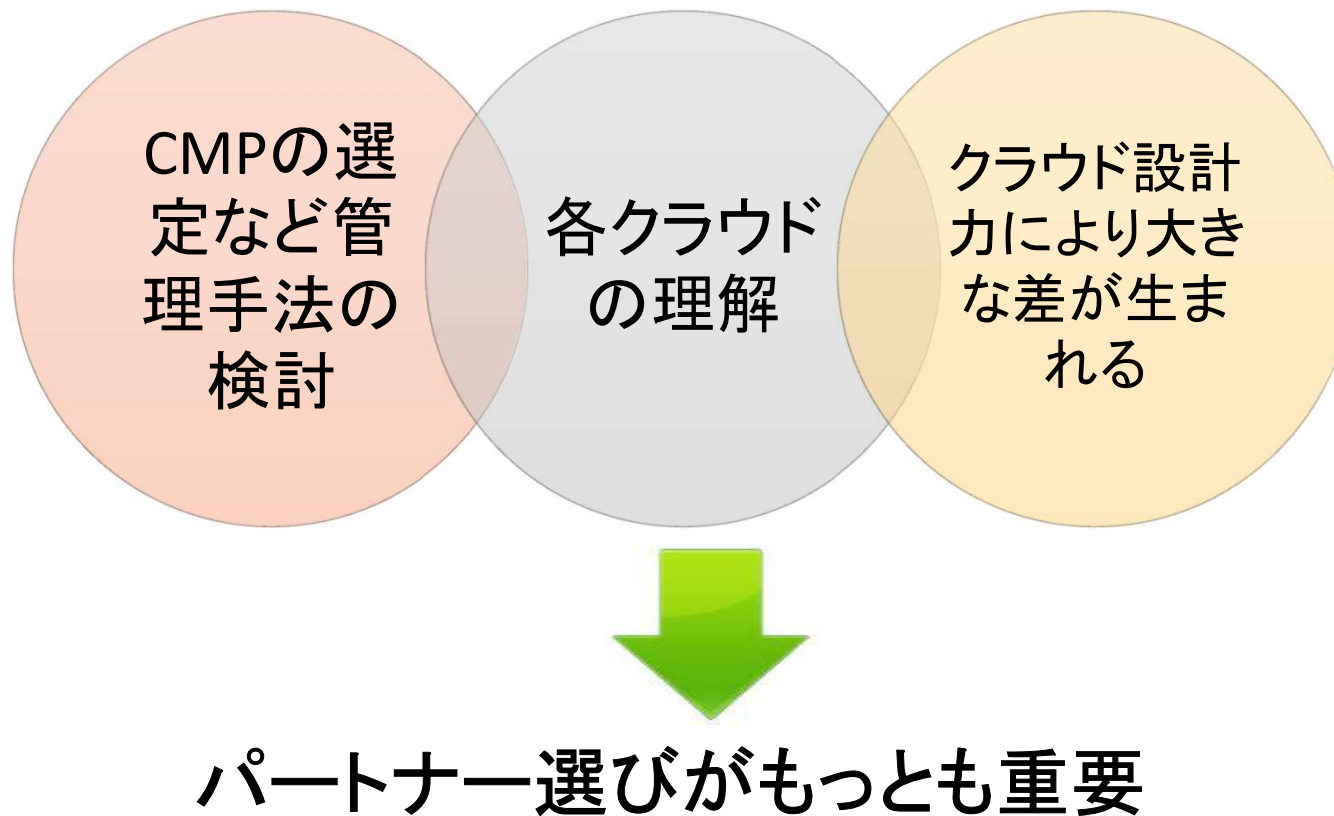 CMPの選
定など管
理手法の
検討
各クラウド
の理解
クラウド設計
力により大き
な差が生ま
れる
パートナー選びがもっとも重要